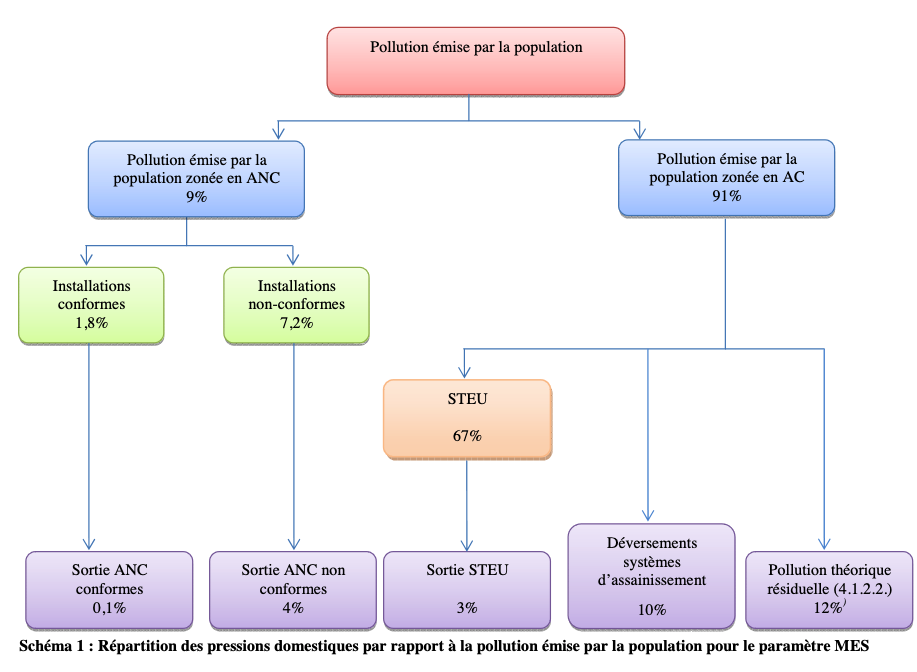 Pollution émise par la population
Pollution émise par la
population zonée en ANC
9%
Pollution émise par la
population zonée en AC
91%
Installations
conformes
1,8%
Installations
non-conformes
7,2%
STEU
67%
Sortie ANC
conformes
0,1%
Sortie ANC non
conformes
4%
Sortie STEU
3%
Déversements
systèmes
d’assainissement
10%
Pollution théorique
résiduelle (4.1.2.2.)
12%⁾
Schéma 1 : Répartition des pressions domestiques par rapport à la pollution émise par la population pour le paramètre MES